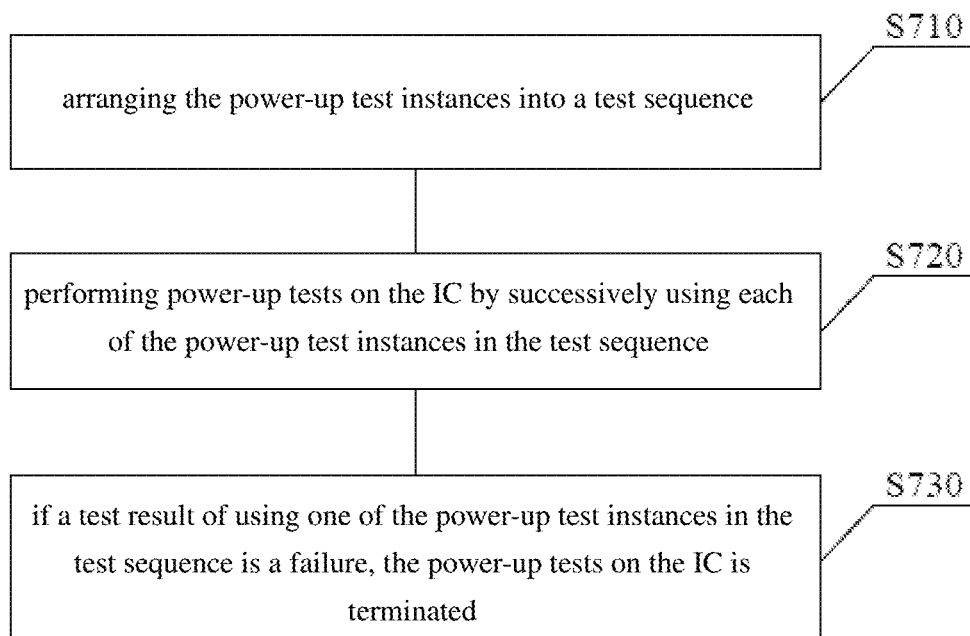 S710
arranging the power-up test instances into a test sequence
S720
performing power-up tests on the IC by successively using each
of the power-up test instances in the test sequence
S730
if a test result of using one of the power-up test instances in the
test sequence is a failure, the power-up tests on the IC is
terminated